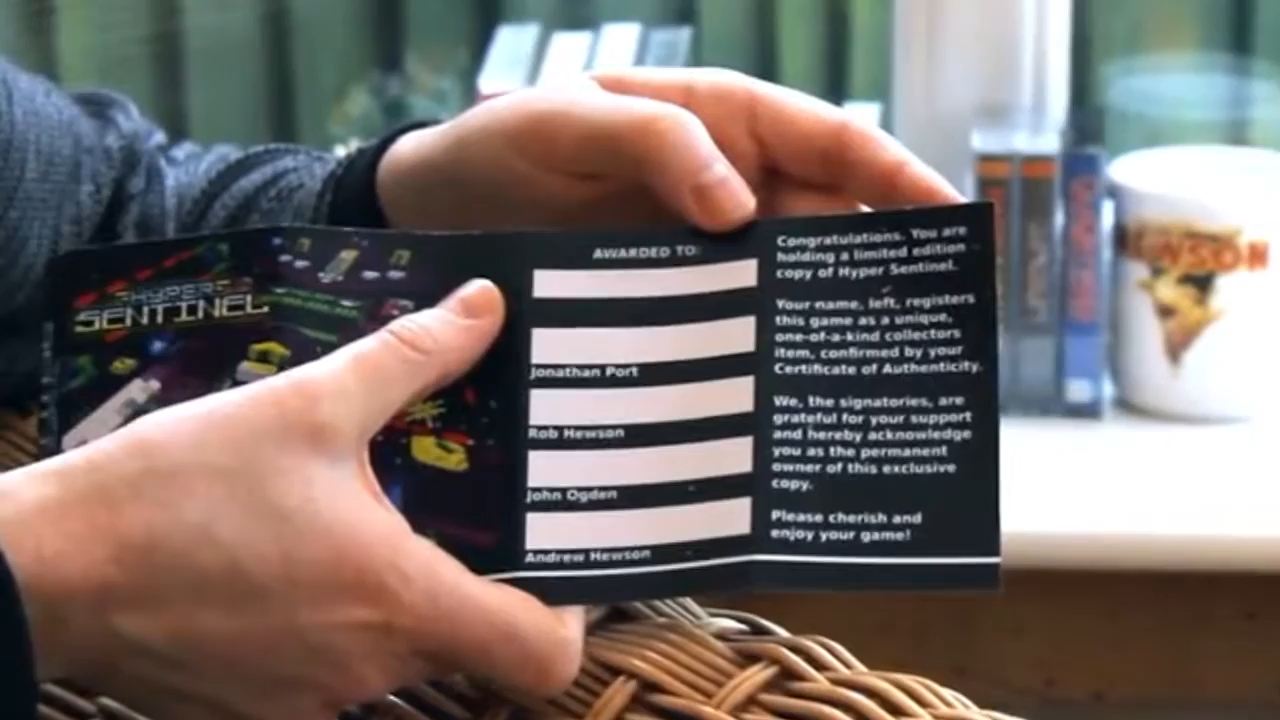 HYPER
SENTINEL
AWARDED TO:
Jonathan Port
Rob Hewson
John Ogden
Andrew Hewson
Congratulations. You are
holding a limited edition
copy of Hyper Sentinel.
Your name, left, registers
this game as a unique,
one-of-a-kind collectors
item, confirmed by your
Certificate of Authenticity.
We, the signatories, are
grateful for your support
and hereby acknowledge
you as the permanent
owner of this exclusive
copy.
Please cherish and
enjoy your game!